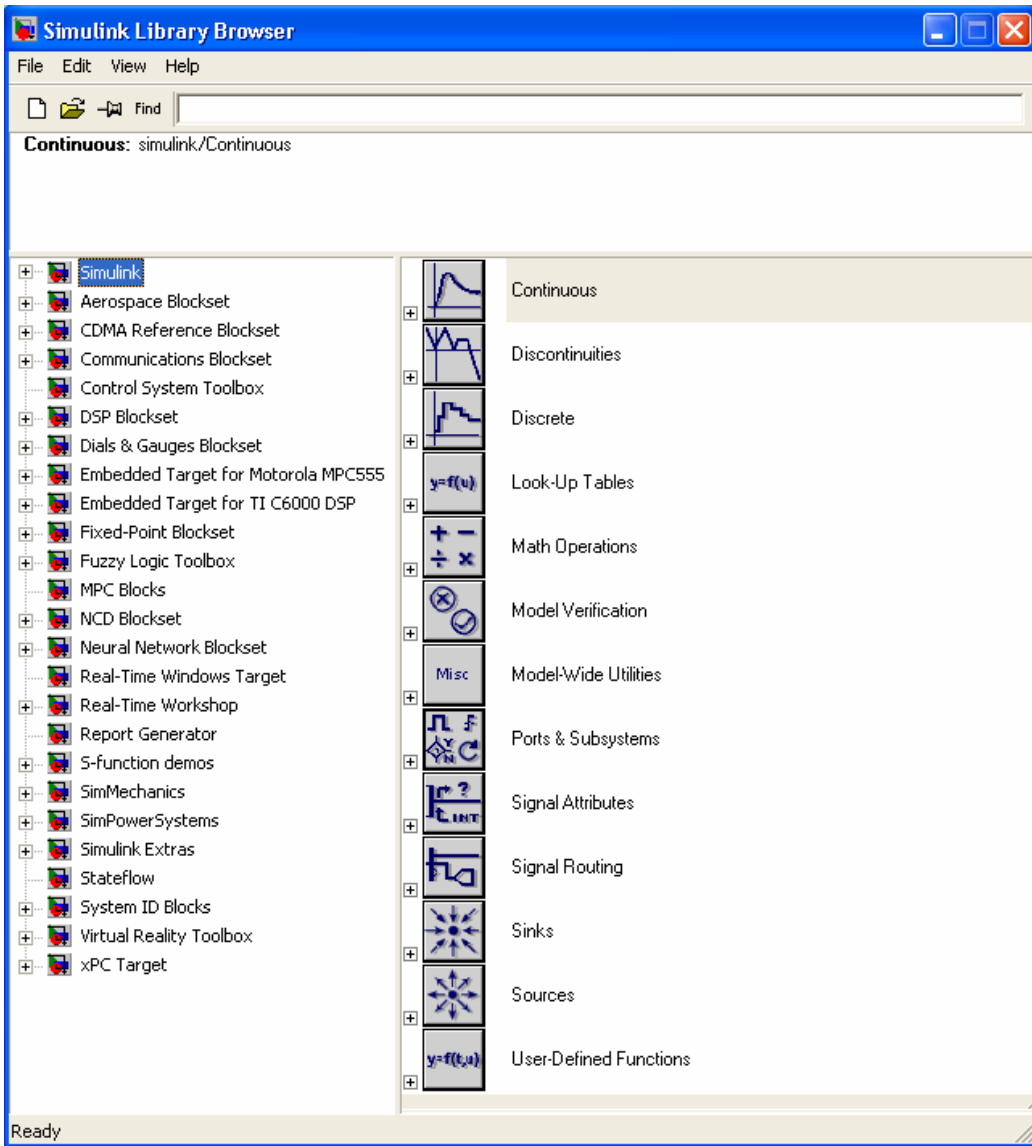 Simulink Library Browser
File Edit View Help
Find
Continuous: simulink/Continuous
Simulink
Aerospace Blockset
CDMA Reference Blockset
Communications Blockset
Control System Toolbox
DSP Blockset
Dials & Gauges Blockset
Embedded Target for Motorola MPC555
Embedded Target for TI C6000 DSP
Fixed-Point Blockset
Fuzzy Logic Toolbox
MPC Blocks
NCD Blockset
Neural Network Blockset
Real-Time Windows Target
Real-Time Workshop
Report Generator
S-function demos
SimMechanics
SimPowerSystems
Simulink Extras
Stateflow
System ID Blocks
Virtual Reality Toolbox
xPC Target
Continuous
Discontinuities
Discrete
y=f(u) Look-Up Tables
+ − ÷ × Math Operations
Model Verification
Misc Model-Wide Utilities
Y N Ports & Subsystems
? t INT Signal Attributes
Signal Routing
Sinks
Sources
y=f(t,u) User-Defined Functions
Ready